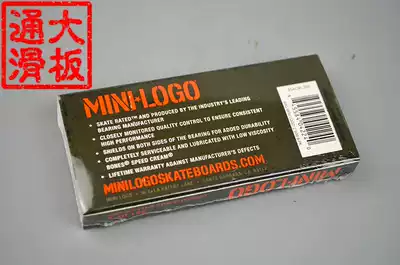 通大
滑板
MINI-LOGO
• SKATE RATED™ AND PRODUCED BY THE INDUSTRY'S LEADING
BEARING MANUFACTURER
• CLOSELY MONITORED QUALITY CONTROL TO ENSURE CONSISTENT
HIGH PERFORMANCE
• SHIELDS ON BOTH SIDES OF THE BEARING FOR ADDED DURABILITY
• COMPLETELY SERVICEABLE AND LUBRICATED WITH LOW VISCOSITY
BONES® SPEED CREAM®
• LIFETIME WARRANTY AGAINST MANUFACTURER'S DEFECTS
MINILOGOSKATEBOARDS.COM
MINI-LOGO